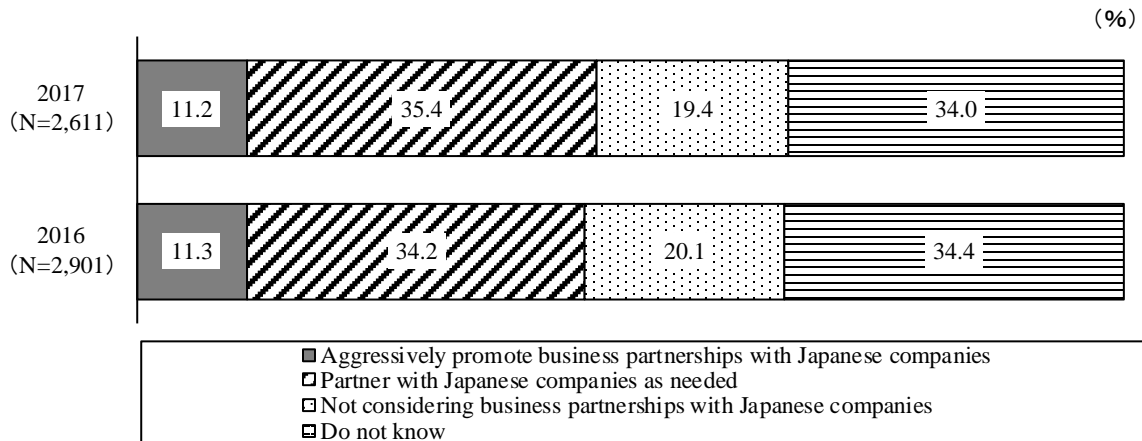 （%）
2017
（N=2,611）
11.2
35.4
19.4
34.0
2016
（N=2,901）
11.3
34.2
20.1
34.4
Aggressively promote business partnerships with Japanese companies
Partner with Japanese companies as needed
Not considering business partnerships with Japanese companies
Do not know